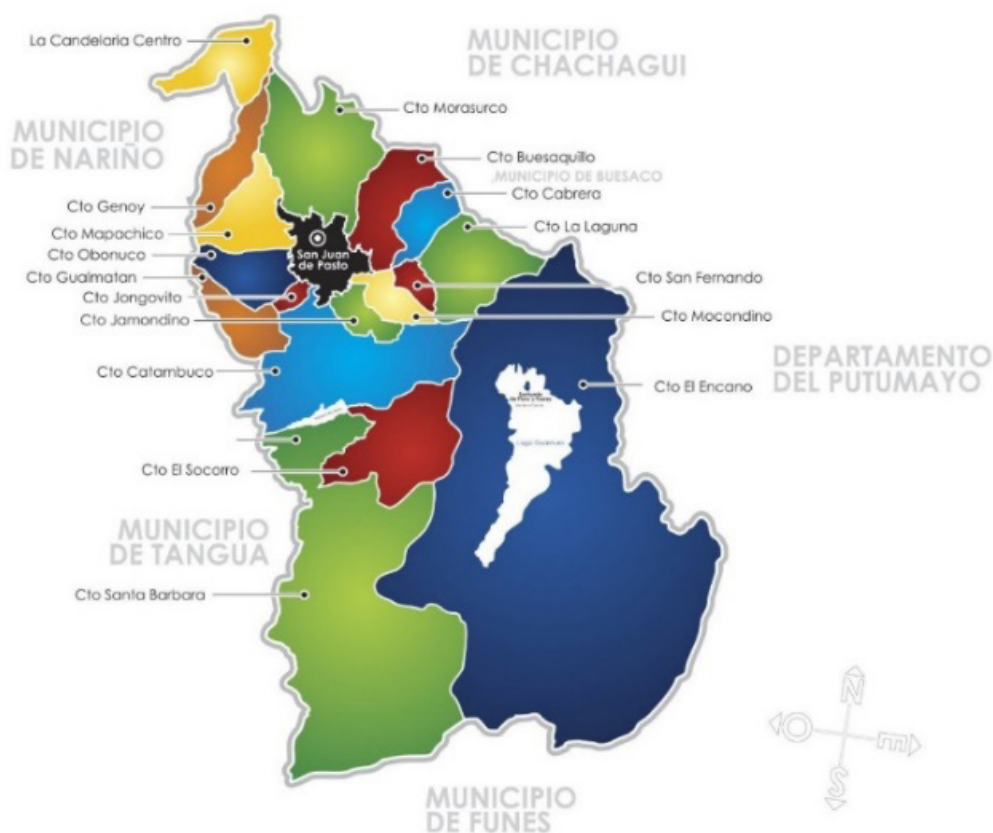 La Candelaria Centro
MUNICIPIO
DE CHACHAGUI
Cto Morasurco
MUNICIPIO
DE NARIÑO
Cto Buesaquillo
,MUNICIPIO DE BUESACO
Cto Cabrera
Cto Genoy
Cto La Laguna
Cto Mapachico
Cto Obonuco
San Juan
de Pasto
Cto Gualmatan
Cto San Fernando
Cto Jongovito
Cto Jamondino
Cto Mocondino
DEPARTAMENTO
DEL PUTUMAYO
Cto Catambuco
Cto El Encano
Cto El Socorro
MUNICIPIO
DE TANGUA
Cto Santa Barbara
N
O
E
S
MUNICIPIO
DE FUNES